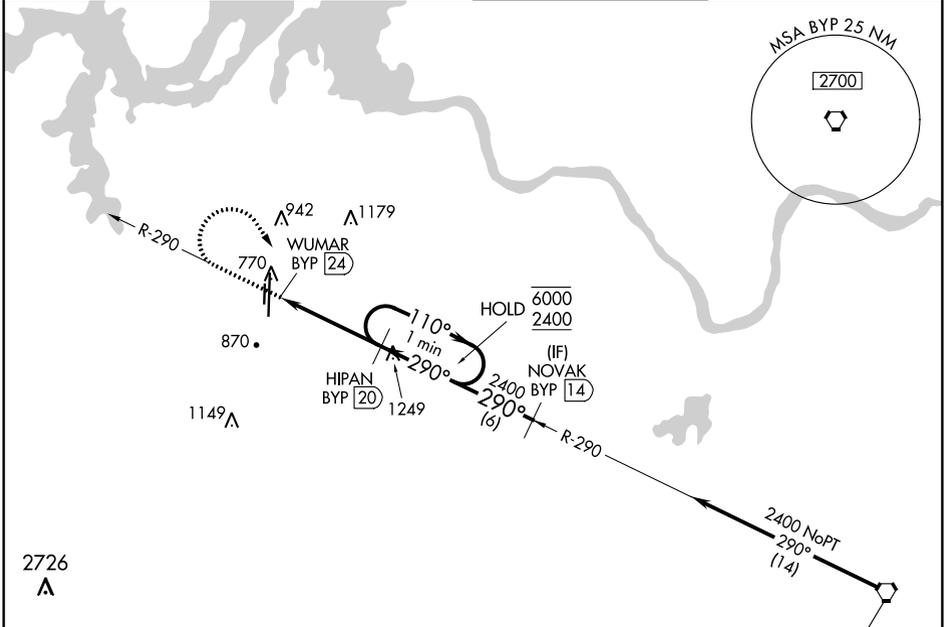 MSA BYP 25 NM
2700
942
1179
R-290
WUMAR
BYP 24
770
HOLD
6000
2400
110°
1 min
870
290°
(IF)
NOVAK
BYP 14
HIPAN
BYP 20
2400
290°
(6)
1249
1149
R-290
2400 NoPT
290°
(14)
2726